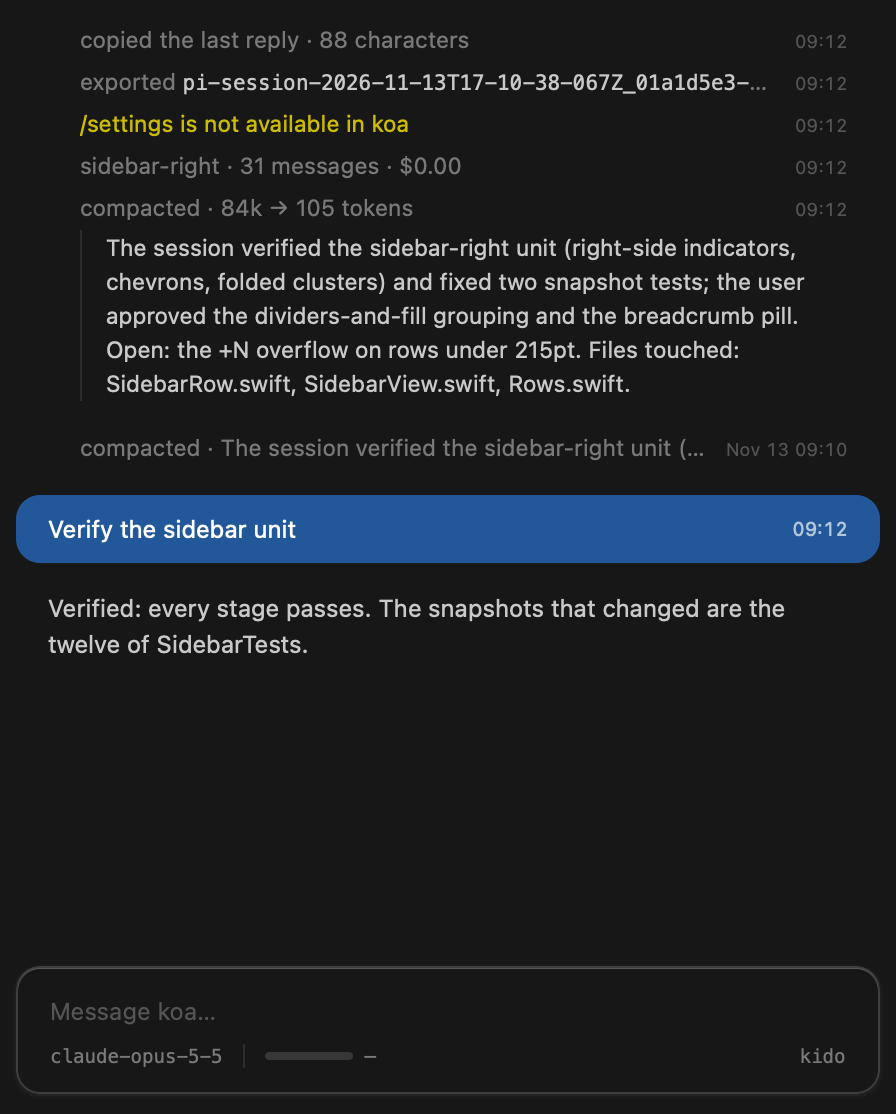 copied the last reply · 88 characters 09:12
exported pi-session-2026-11-13T17-10-38-067Z_01a1d5e3-… 09:12
/settings is not available in koa 09:12
sidebar-right · 31 messages · $0.00 09:12
compacted · 84k → 105 tokens 09:12
The session verified the sidebar-right unit (right-side indicators,
chevrons, folded clusters) and fixed two snapshot tests; the user
approved the dividers-and-fill grouping and the breadcrumb pill.
Open: the +N overflow on rows under 215pt. Files touched:
SidebarRow.swift, SidebarView.swift, Rows.swift.
compacted · The session verified the sidebar-right unit (… Nov 13 09:10
Verify the sidebar unit 09:12
Verified: every stage passes. The snapshots that changed are the
twelve of SidebarTests.
Message koa…
claude-opus-5-5 – kido